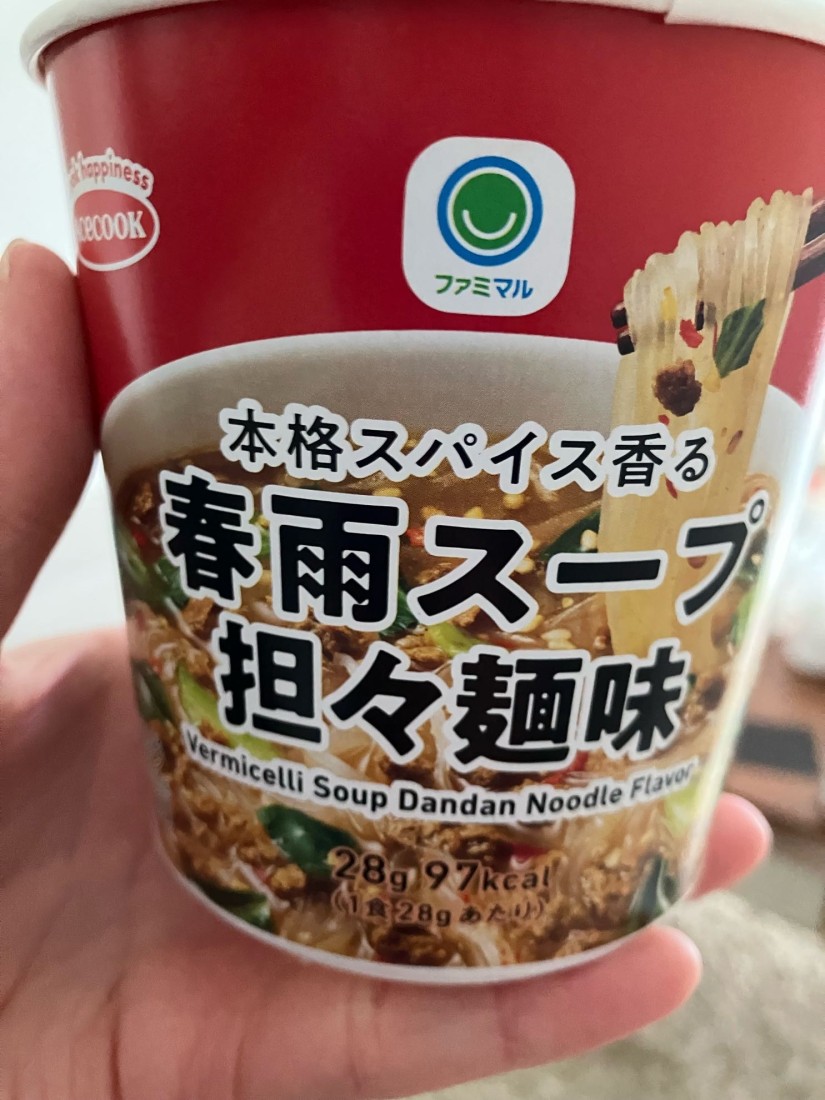 happiness
ファミマル
本格スパイス香る
春雨スープ
担々麺味
Vermicelli Soup Dandan Noodle Flavor
28g 97kcal
(1食28gあたり)